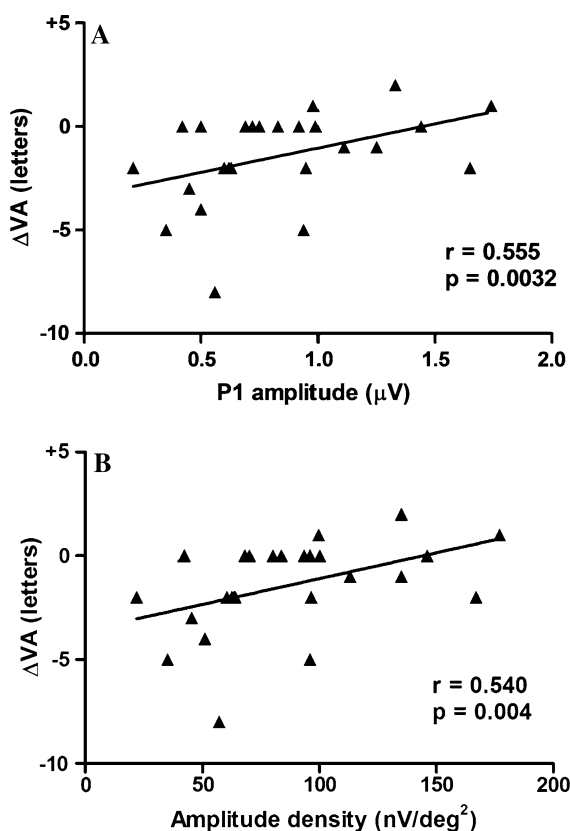 A
+5
0
-5
-10
ΔVA (letters)
r = 0.555
p = 0.0032
0.0 0.5 1.0 1.5 2.0
P1 amplitude (μV)
B
+5
0
-5
-10
ΔVA (letters)
r = 0.540
p = 0.004
0 50 100 150 200
Amplitude density (nV/deg²)